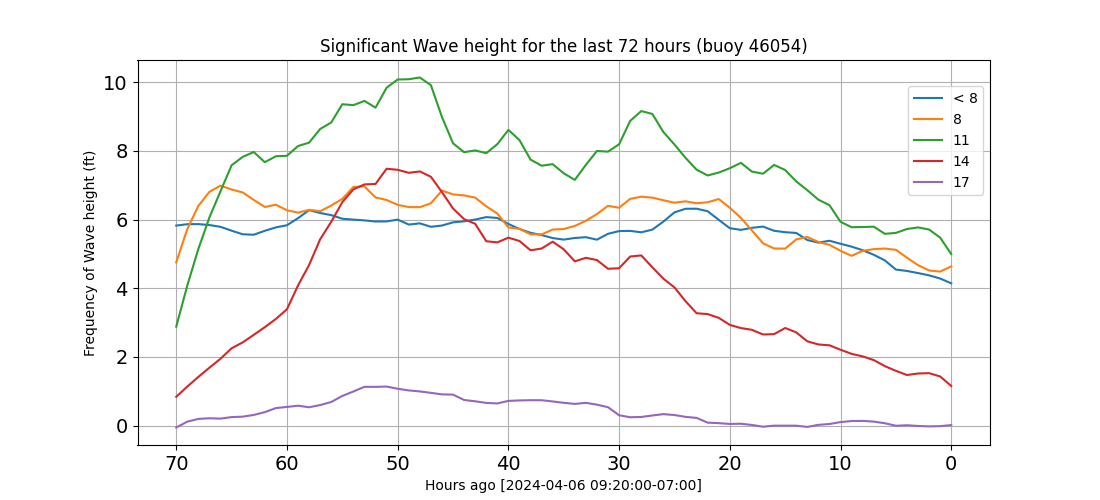 Significant Wave height for the last 72 hours (buoy 46054)
Frequency of Wave height (ft)
10
8
6
4
2
0
< 8
8
11
14
17
70 60 50 40 30 20 10 0
Hours ago [2024-04-06 09:20:00-07:00]